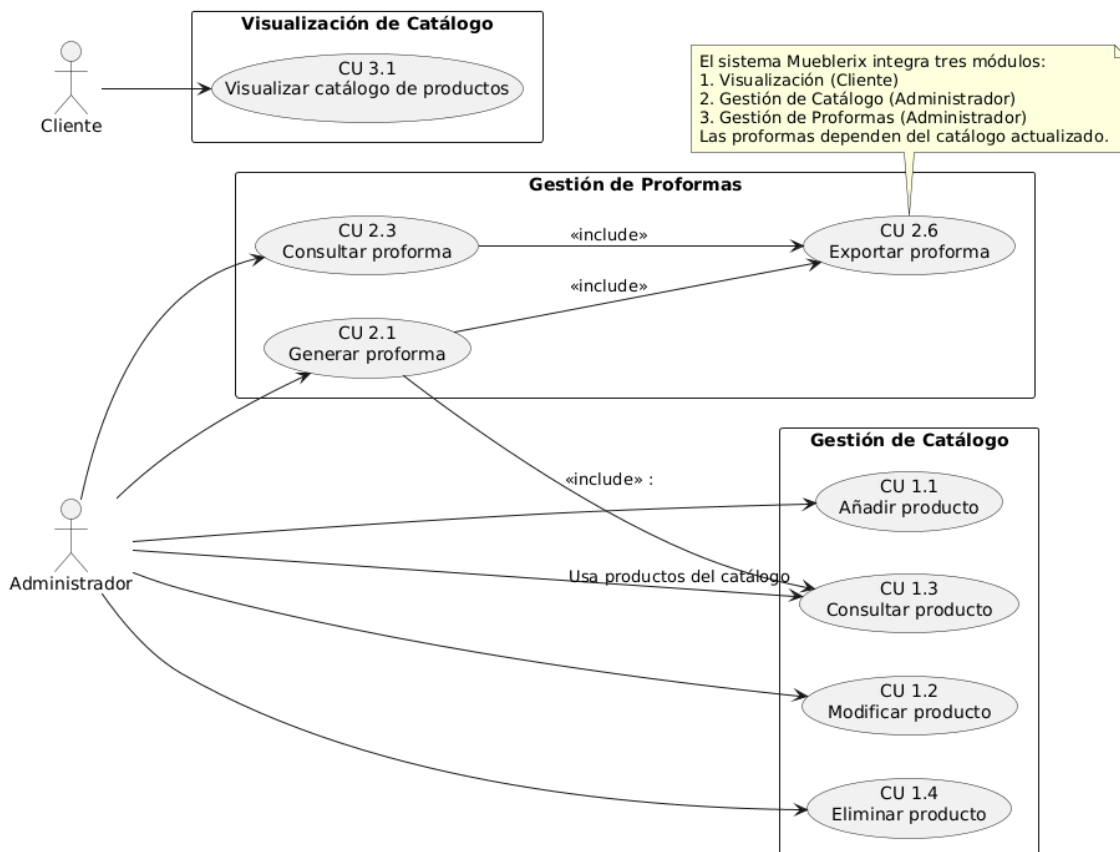 Visualización de Catálogo
CU 3.1
Visualizar catálogo de productos
Cliente
El sistema Mueblerix integra tres módulos:
1. Visualización (Cliente)
2. Gestión de Catálogo (Administrador)
3. Gestión de Proformas (Administrador)
Las proformas dependen del catálogo actualizado.
Gestión de Proformas
CU 2.3
Consultar proforma
«include»
CU 2.6
Exportar proforma
«include»
CU 2.1
Generar proforma
Gestión de Catálogo
«include» :
CU 1.1
Añadir producto
Administrador
Usa productos del catálogo
CU 1.3
Consultar producto
CU 1.2
Modificar producto
CU 1.4
Eliminar producto